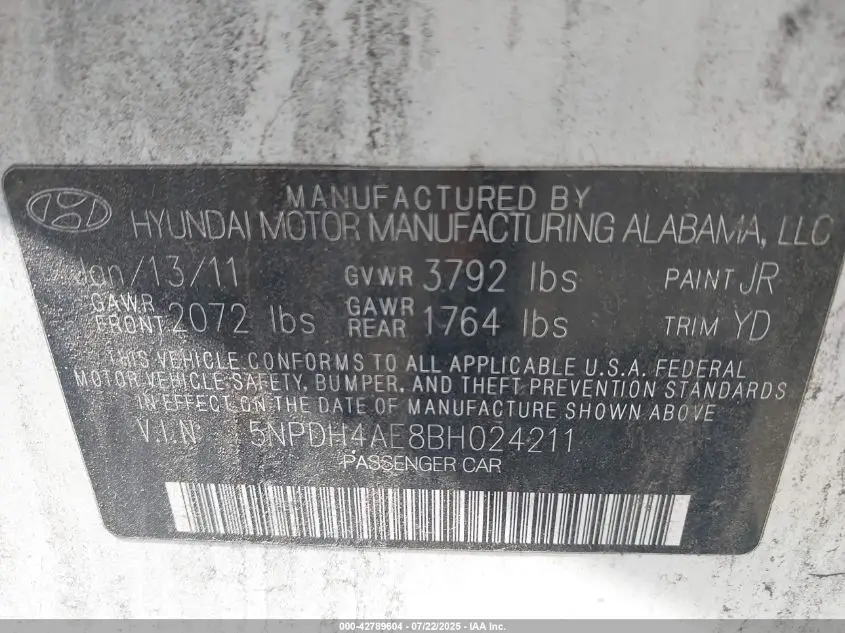 MANUFACTURED BY
HYUNDAI MOTOR MANUFACTURING ALABAMA, LLC
Jan/13/11 GVWR 3792 lbs PAINT JR
GAWR FRONT 2072 lbs GAWR REAR 1764 lbs TRIM YD
THIS VEHICLE CONFORMS TO ALL APPLICABLE U.S.A. FEDERAL
MOTOR VEHICLE SAFETY, BUMPER, AND THEFT PREVENTION STANDARDS
IN EFFECT ON THE DATE OF MANUFACTURE SHOWN ABOVE
V.I.N 5NPDH4AE8BH024211
PASSENGER CAR
000-42789604 - 07/22/2025 - IAA Inc.